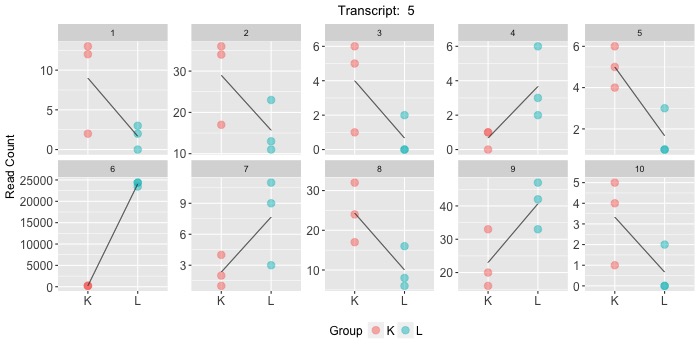 Transcript: 5
1 2 3 4 5
10 5 0
30 20 10
6 4 2 0
6 4 2 0
6 4 2
Read Count
6 7 8 9 10
25000 20000 15000 10000 5000 0
9 6 3
30 20 10
40 30 20
5 4 3 2 1 0
K L K L K L K L K L
Group K L